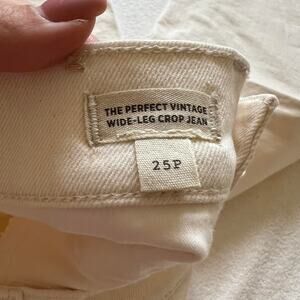 THE PERFECT VINTAGE
WIDE-LEG CROP JEAN
25P